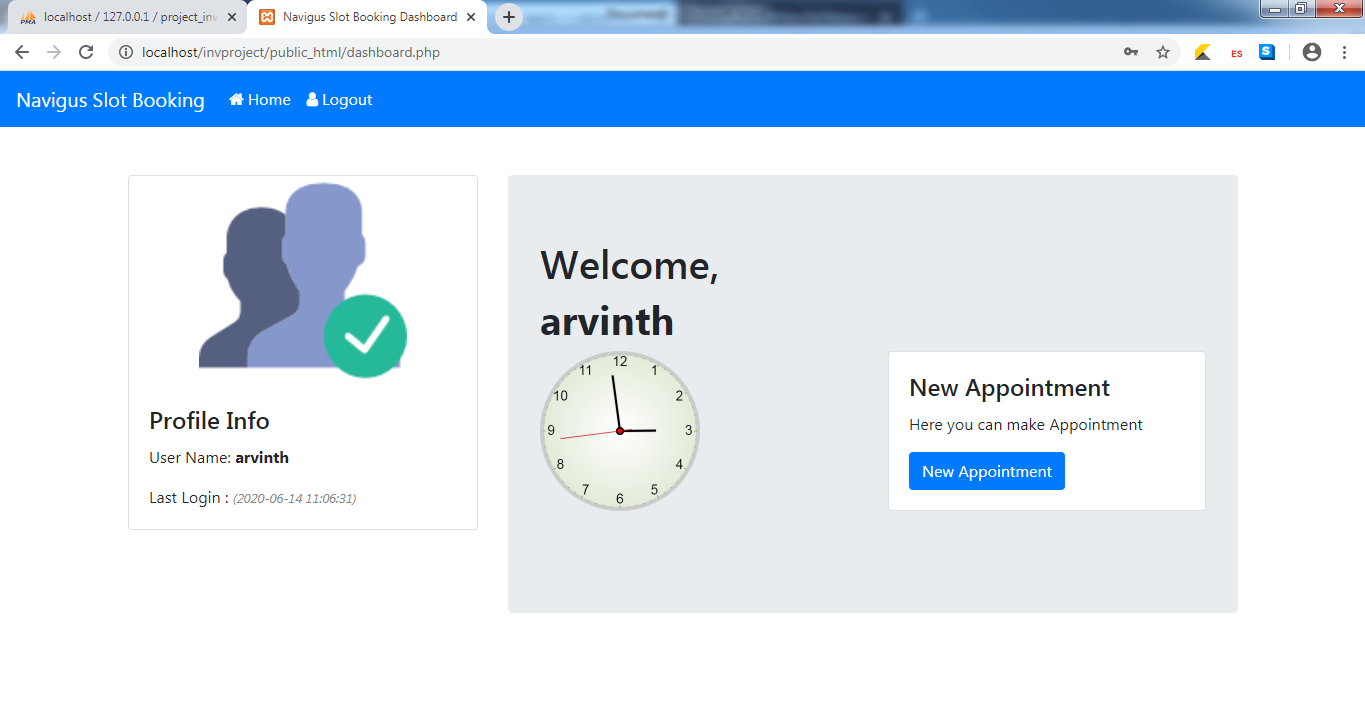 PMA localhost / 127.0.0.1 / project_inv
Navigus Slot Booking Dashboard
localhost/invproject/public_html/dashboard.php
ES
S
Navigus Slot Booking
Home
Logout
Profile Info
User Name: arvinth
Last Login : (2020-06-14 11:06:31)
Welcome,
arvinth
12
1
2
3
4
5
6
7
8
9
10
11
New Appointment
Here you can make Appointment
New Appointment